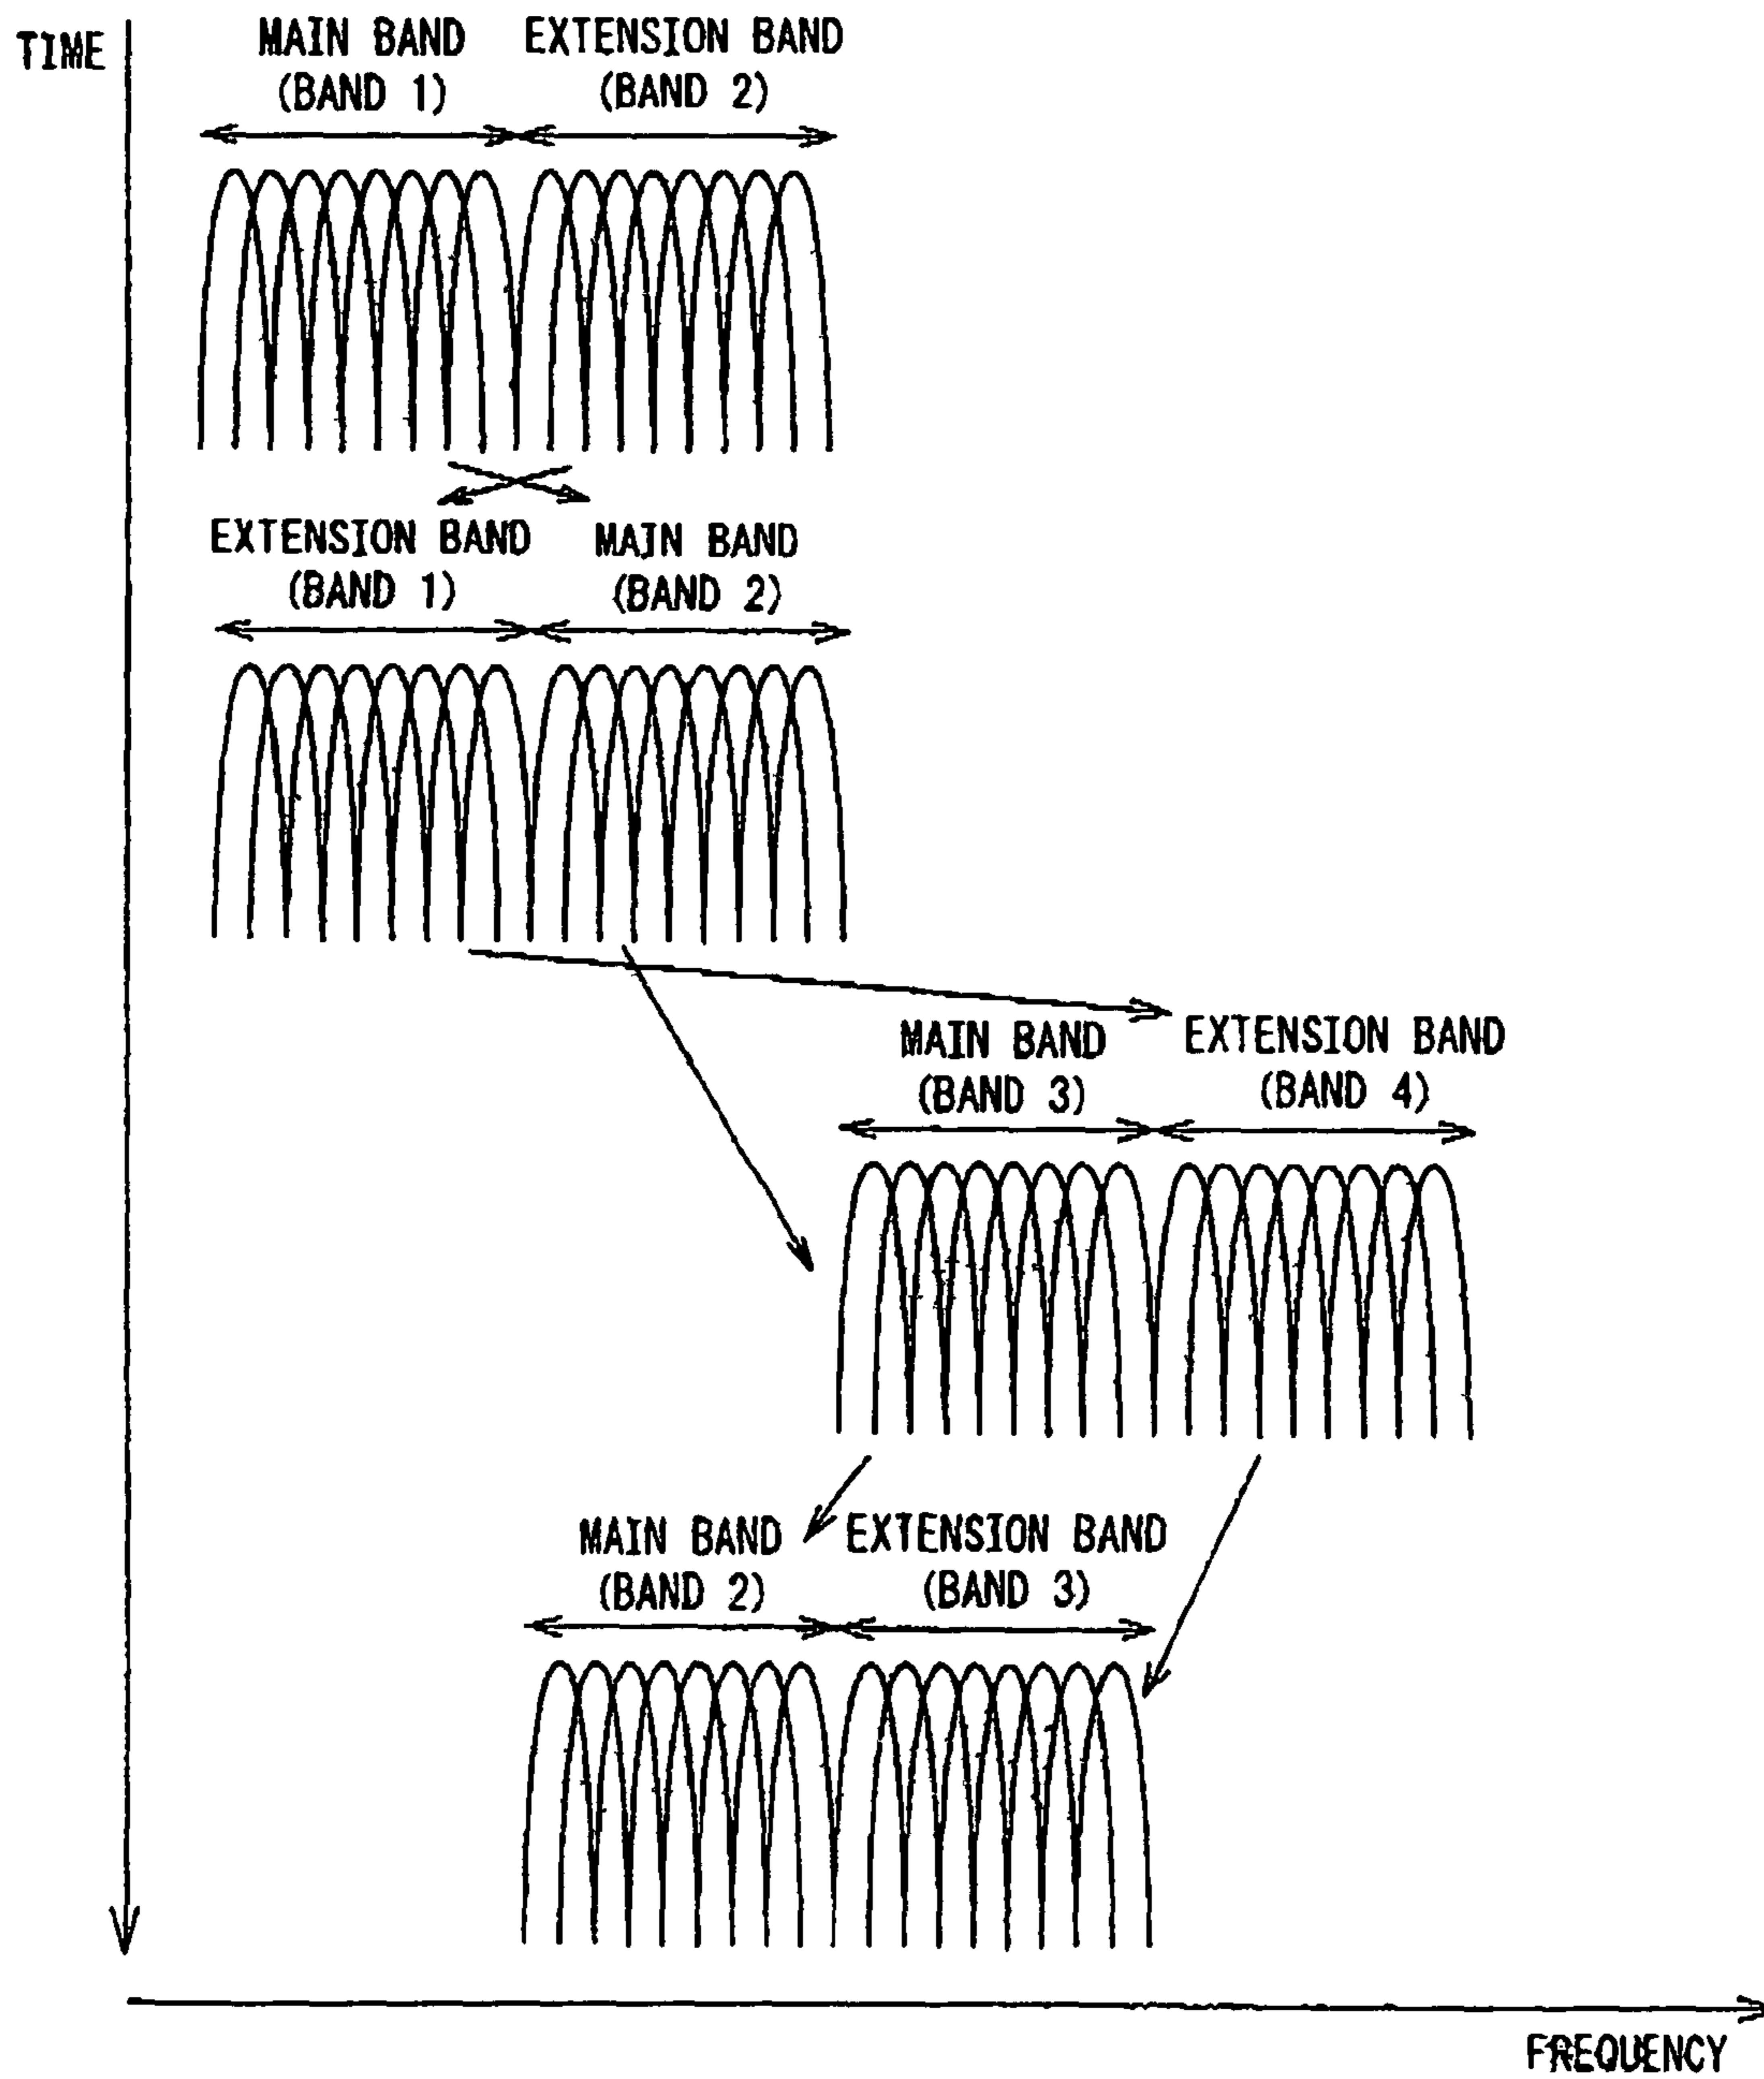 TIME
MAIN BAND
(BAND 1)
EXTENSION BAND
(BAND 2)
EXTENSION BAND
(BAND 1)
MAIN BAND
(BAND 2)
MAIN BAND
(BAND 3)
EXTENSION BAND
(BAND 4)
MAIN BAND
(BAND 2)
EXTENSION BAND
(BAND 3)
FREQUENCY